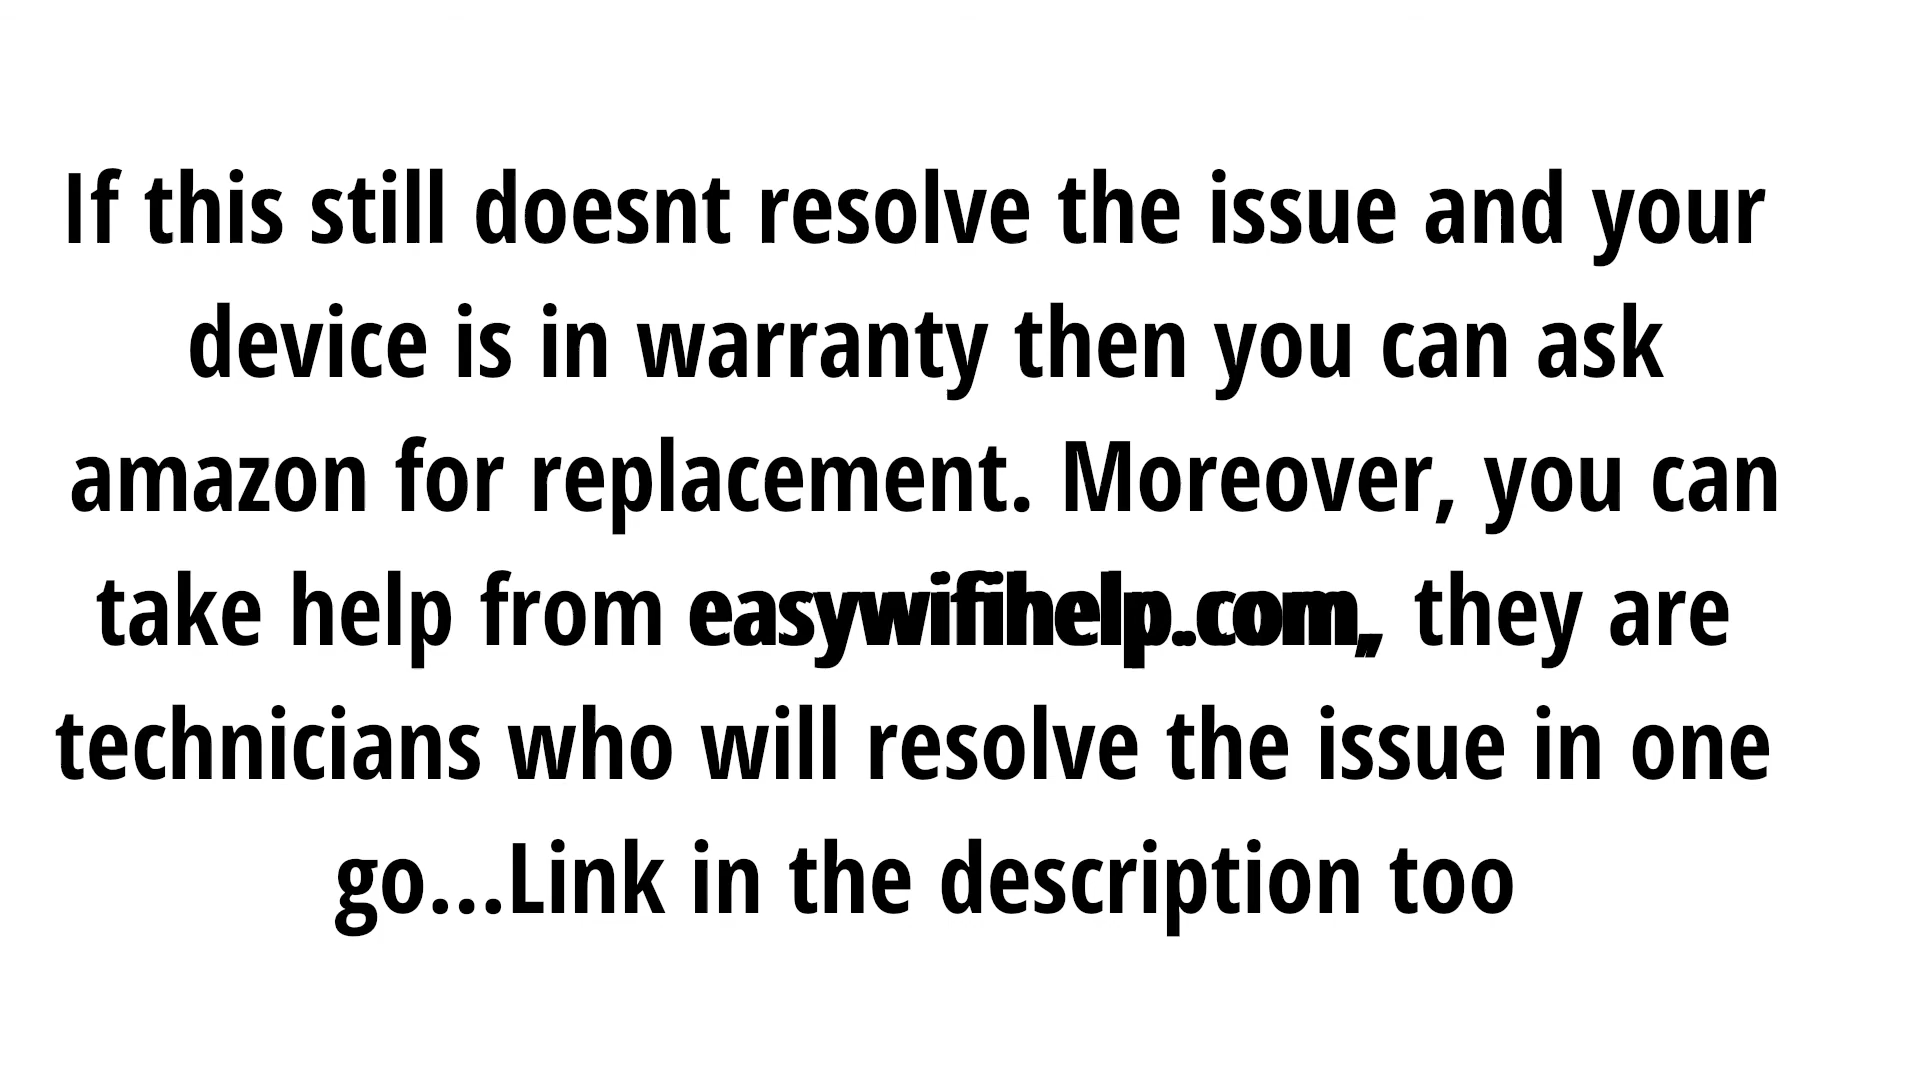 If this still doesnt resolve the issue and your
device is in warranty then you can ask
amazon for replacement. Moreover, you can
take help from easywifihelp.com, they are
technicians who will resolve the issue in one
go...Link in the description too